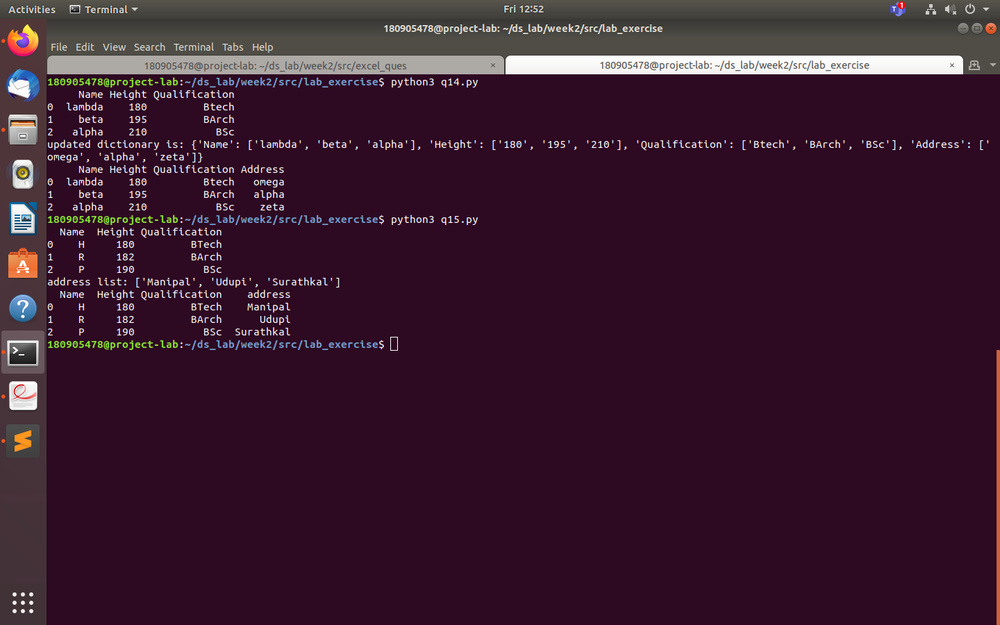 Activities Terminal Fri 12:52 T 1
180905478@project-lab: ~/ds_lab/week2/src/lab_exercise
File Edit View Search Terminal Tabs Help
180905478@project-lab: ~/ds_lab/week2/src/excel_ques × 180905478@project-lab: ~/ds_lab/week2/src/lab_exercise ×
180905478@project-lab:~/ds_lab/week2/src/lab_exercise$ python3 q14.py
     Name Height Qualification
0  lambda    180         Btech
1    beta    195         BArch
2   alpha    210           BSc
updated dictionary is: {'Name': ['lambda', 'beta', 'alpha'], 'Height': ['180', '195', '210'], 'Qualification': ['Btech', 'BArch', 'BSc'], 'Address': ['
omega', 'alpha', 'zeta']}
     Name Height Qualification Address
0  lambda    180         Btech   omega
1    beta    195         BArch   alpha
2   alpha    210           BSc    zeta
180905478@project-lab:~/ds_lab/week2/src/lab_exercise$ python3 q15.py
  Name  Height Qualification
0    H     180         BTech
1    R     182         BArch
2    P     190           BSc
address list: ['Manipal', 'Udupi', 'Surathkal']
  Name  Height Qualification    address
0    H     180         BTech    Manipal
1    R     182         BArch      Udupi
2    P     190           BSc  Surathkal
180905478@project-lab:~/ds_lab/week2/src/lab_exercise$